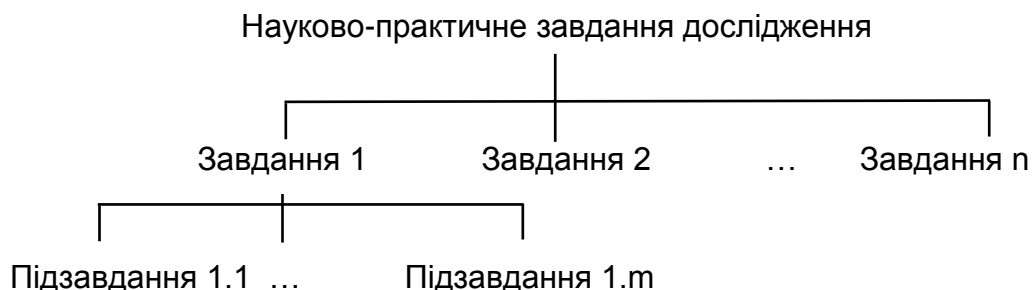 Науково-практичне завдання дослідження
Завдання 1 Завдання 2 … Завдання n
Підзавдання 1.1 … Підзавдання 1.m